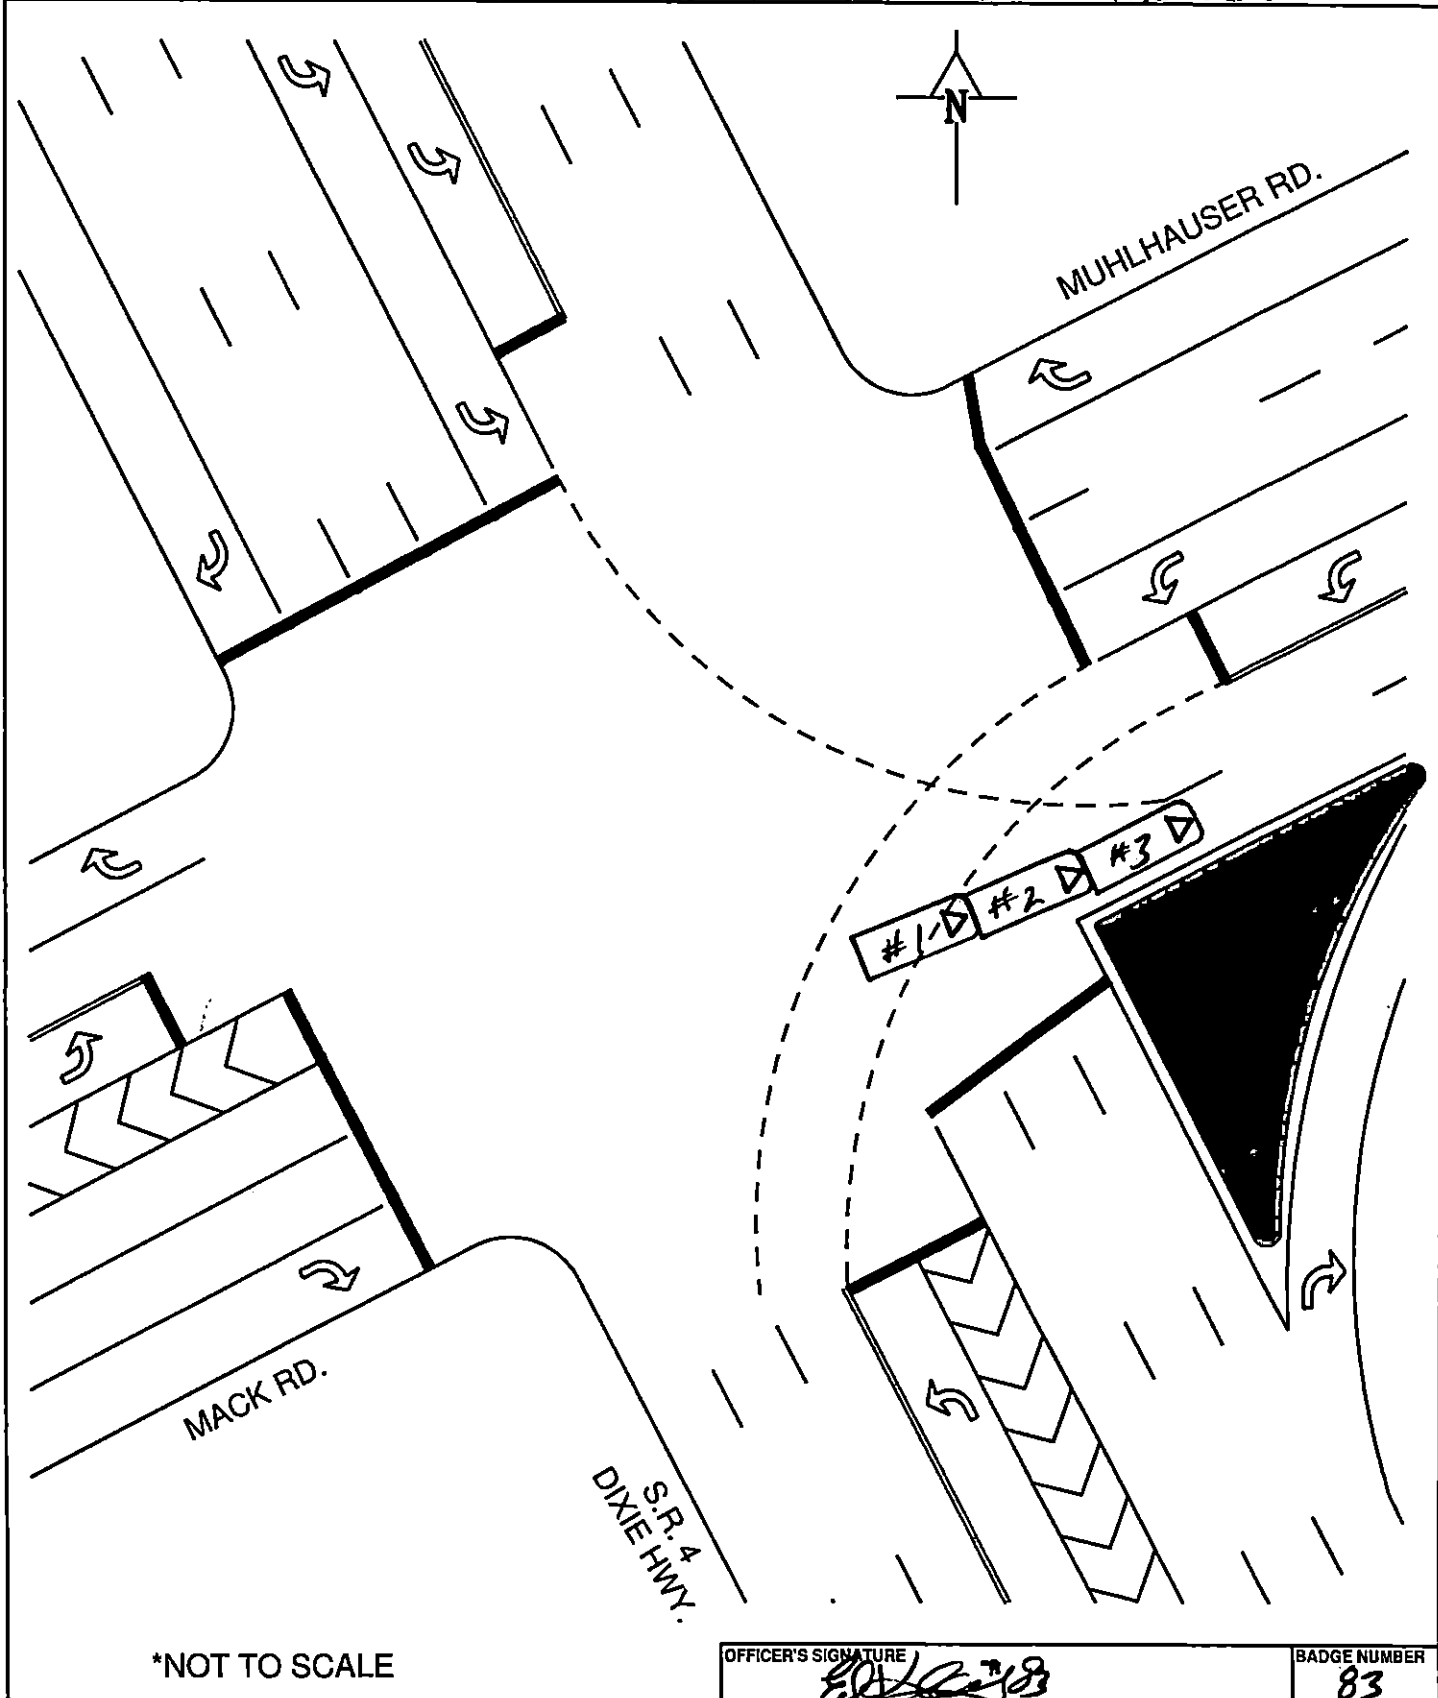 N
MUHLHAUSER RD.
#1
#2
#3
MACK RD.
S.R. 4
DIXIE HWY.
*NOT TO SCALE
OFFICER'S SIGNATURE
BADGE NUMBER
83